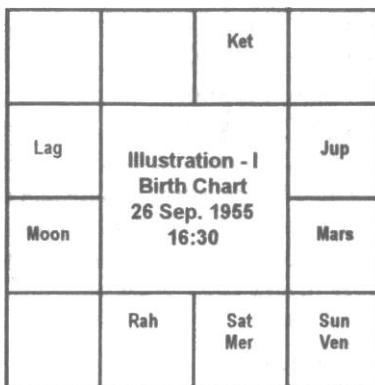 Ket
Lag
Illustration - I
Birth Chart
26 Sep. 1955
16:30
Jup
Moon
Mars
Rah
Sat
Mer
Sun
Ven